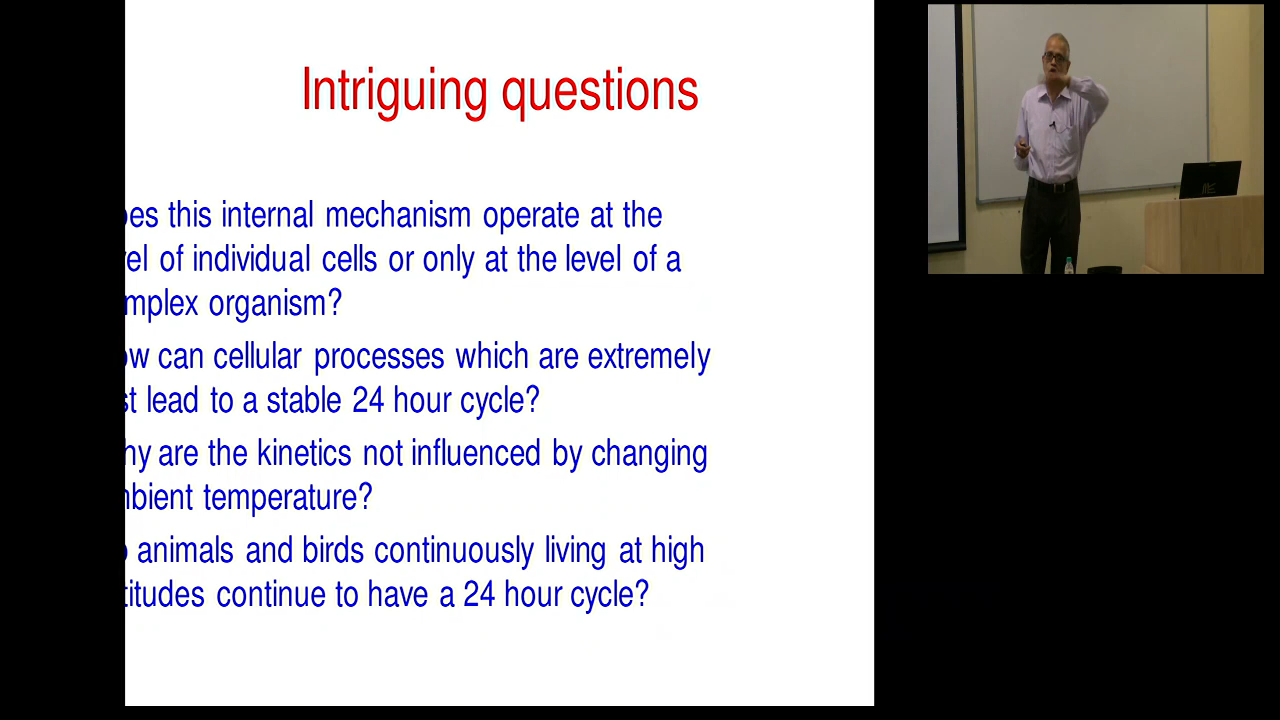 Intriguing questions
oes this internal mechanism operate at the
vel of individual cells or only at the level of a
mplex organism?
ow can cellular processes which are extremely
st lead to a stable 24 hour cycle?
hy are the kinetics not influenced by changing
mbient temperature?
o animals and birds continuously living at high
titudes continue to have a 24 hour cycle?